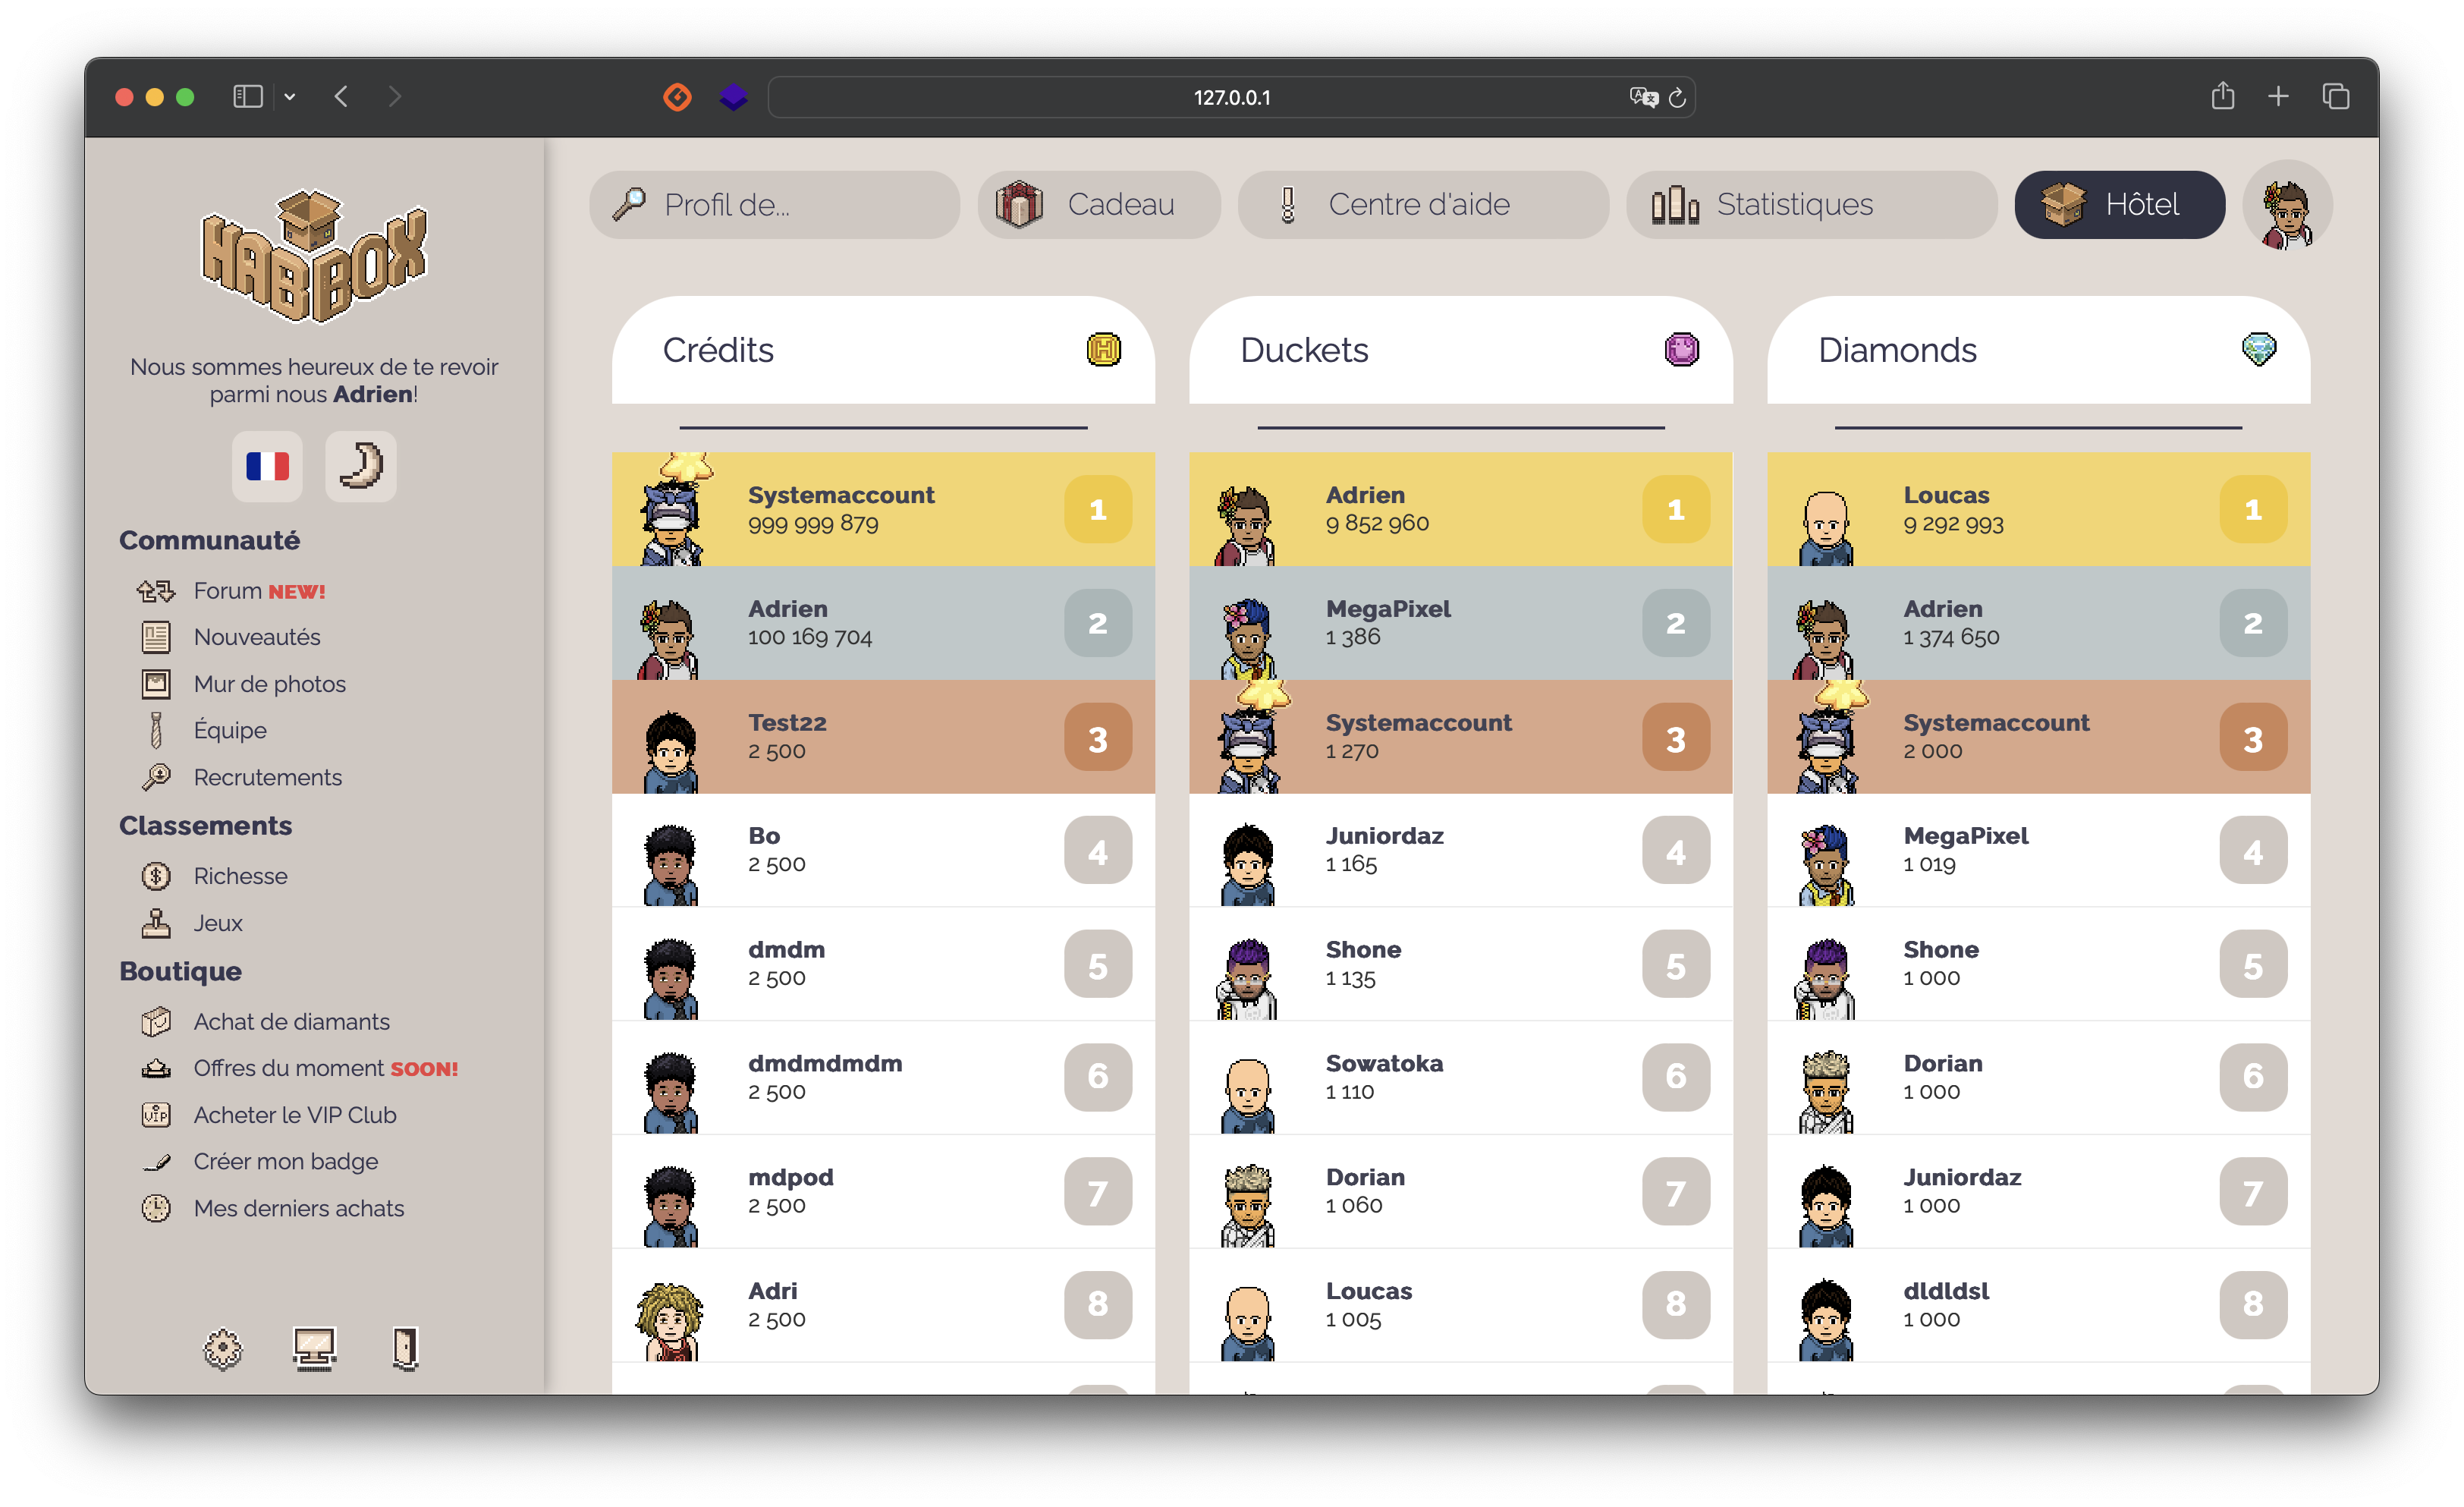 127.0.0.1
HABBOX
Nous sommes heureux de te revoir
parmi nous Adrien!
Communauté
Forum NEW!
Nouveautés
Mur de photos
Équipe
Recrutements
Classements
Richesse
Jeux
Boutique
Achat de diamants
Offres du moment SOON!
VIP Acheter le VIP Club
Créer mon badge
Mes derniers achats
Profil de...
Cadeau
Centre d'aide
Statistiques
Hôtel
Crédits
Systemaccount
999 999 879
1
Adrien
100 169 704
2
Test22
2 500
3
Bo
2 500
4
dmdm
2 500
5
dmdmdmdm
2 500
6
mdpod
2 500
7
Adri
2 500
8
Duckets
Adrien
9 852 960
1
MegaPixel
1 386
2
Systemaccount
1 270
3
Juniordaz
1 165
4
Shone
1 135
5
Sowatoka
1 110
6
Dorian
1 060
7
Loucas
1 005
8
Diamonds
Loucas
9 292 993
1
Adrien
1 374 650
2
Systemaccount
2 000
3
MegaPixel
1 019
4
Shone
1 000
5
Dorian
1 000
6
Juniordaz
1 000
7
dldldsl
1 000
8